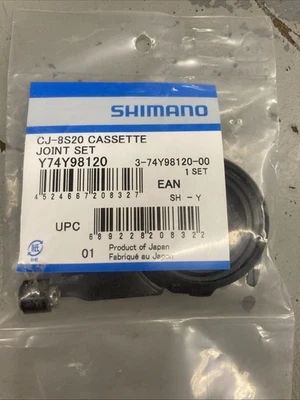 SHIMANO
CJ-8S20 CASSETTE
JOINT SET
Y74Y98120 3-74Y98120-00
1 SET
4524667208327
EAN
SH - Y
UPC
689228208322
01
Product of Japan
Fabriqué au Japon
紙